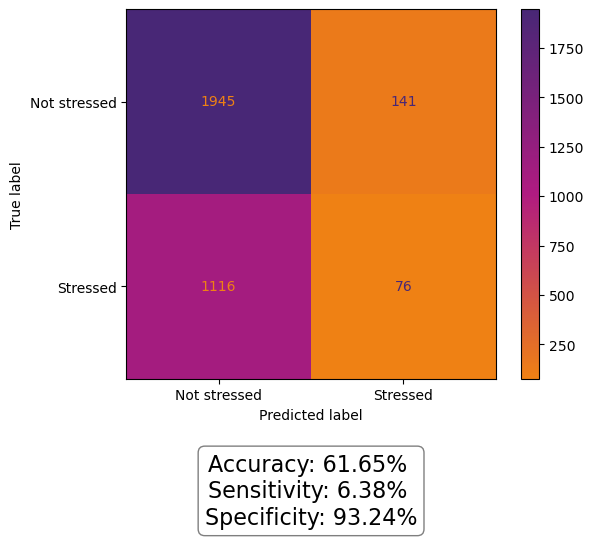 Not stressed
Stressed
True label
1945
141
1116
76
Not stressed
Stressed
Predicted label
1750
1500
1250
1000
750
500
250
Accuracy: 61.65%
Sensitivity: 6.38%
Specificity: 93.24%